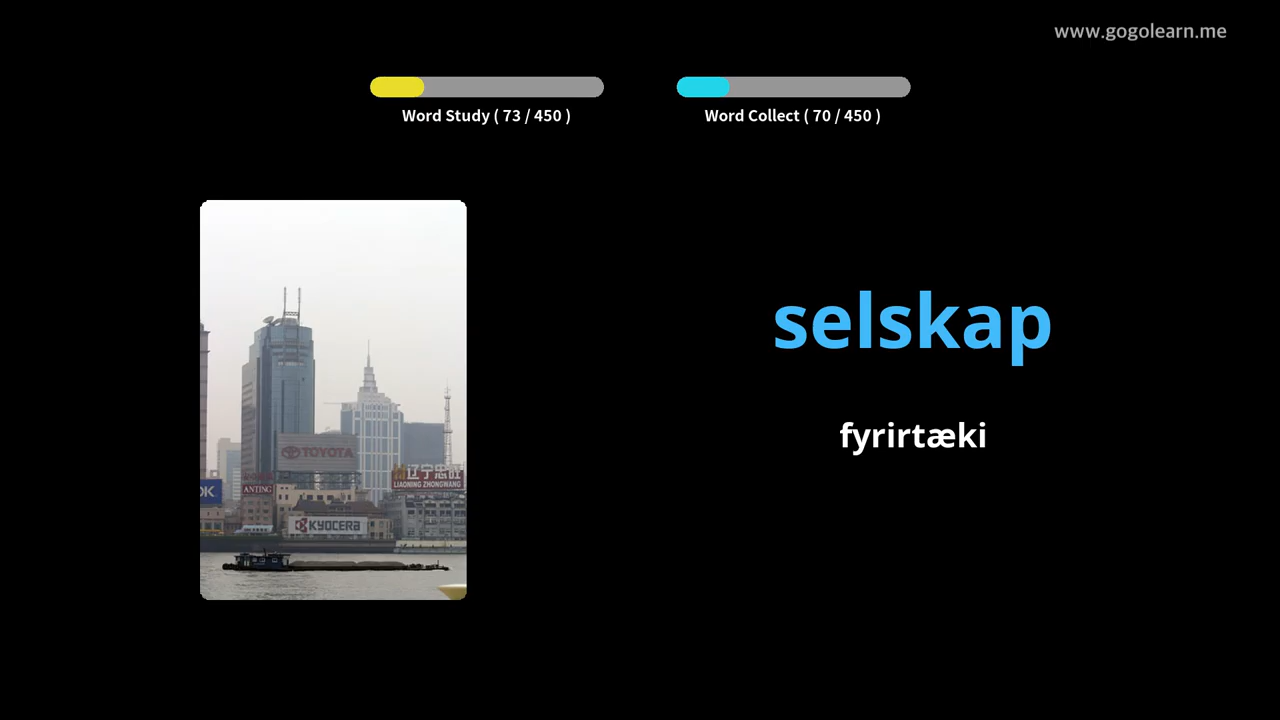 www.gogolearn.me
Word Study ( 73 / 450 )
Word Collect ( 70 / 450 )
selskap
fyrirtæki
TOYOTA
辽宁忠旺
LIAONING ZHONGWANG
OK
ANTING
KYOCERA